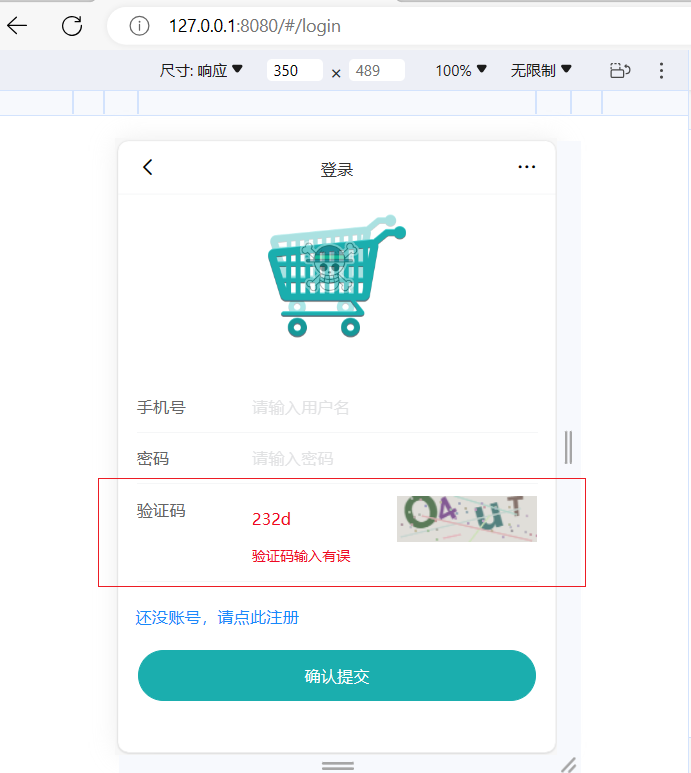 127.0.0.1:8080/#/login
尺寸: 响应 350 × 489 100% 无限制
登录
手机号 请输入用户名
密码 请输入密码
验证码 232d O4uT
验证码输入有误
还没账号，请点此注册
确认提交